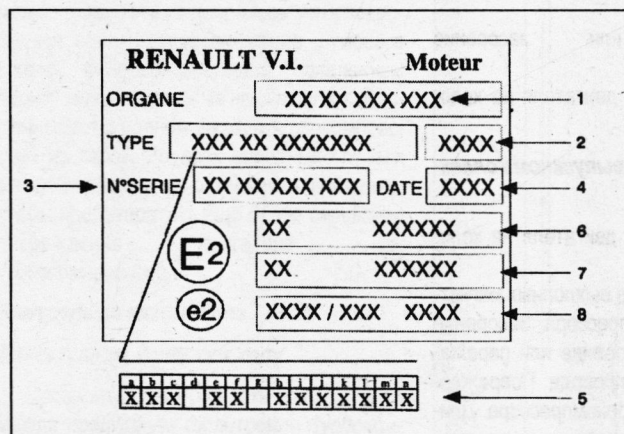 RENAULT V.I. Moteur
ORGANE XX XX XXX XXX 1
TYPE XXX XX XXXXXXX XXXX 2
3 N°SERIE XX XX XXX XXX DATE XXXX 4
E2 XX XXXXXX 6
XX XXXXXX 7
e2 XXXX / XXX XXXX 8
a b c d e f g h i j k l m n
X X X X X X X X X X X 5